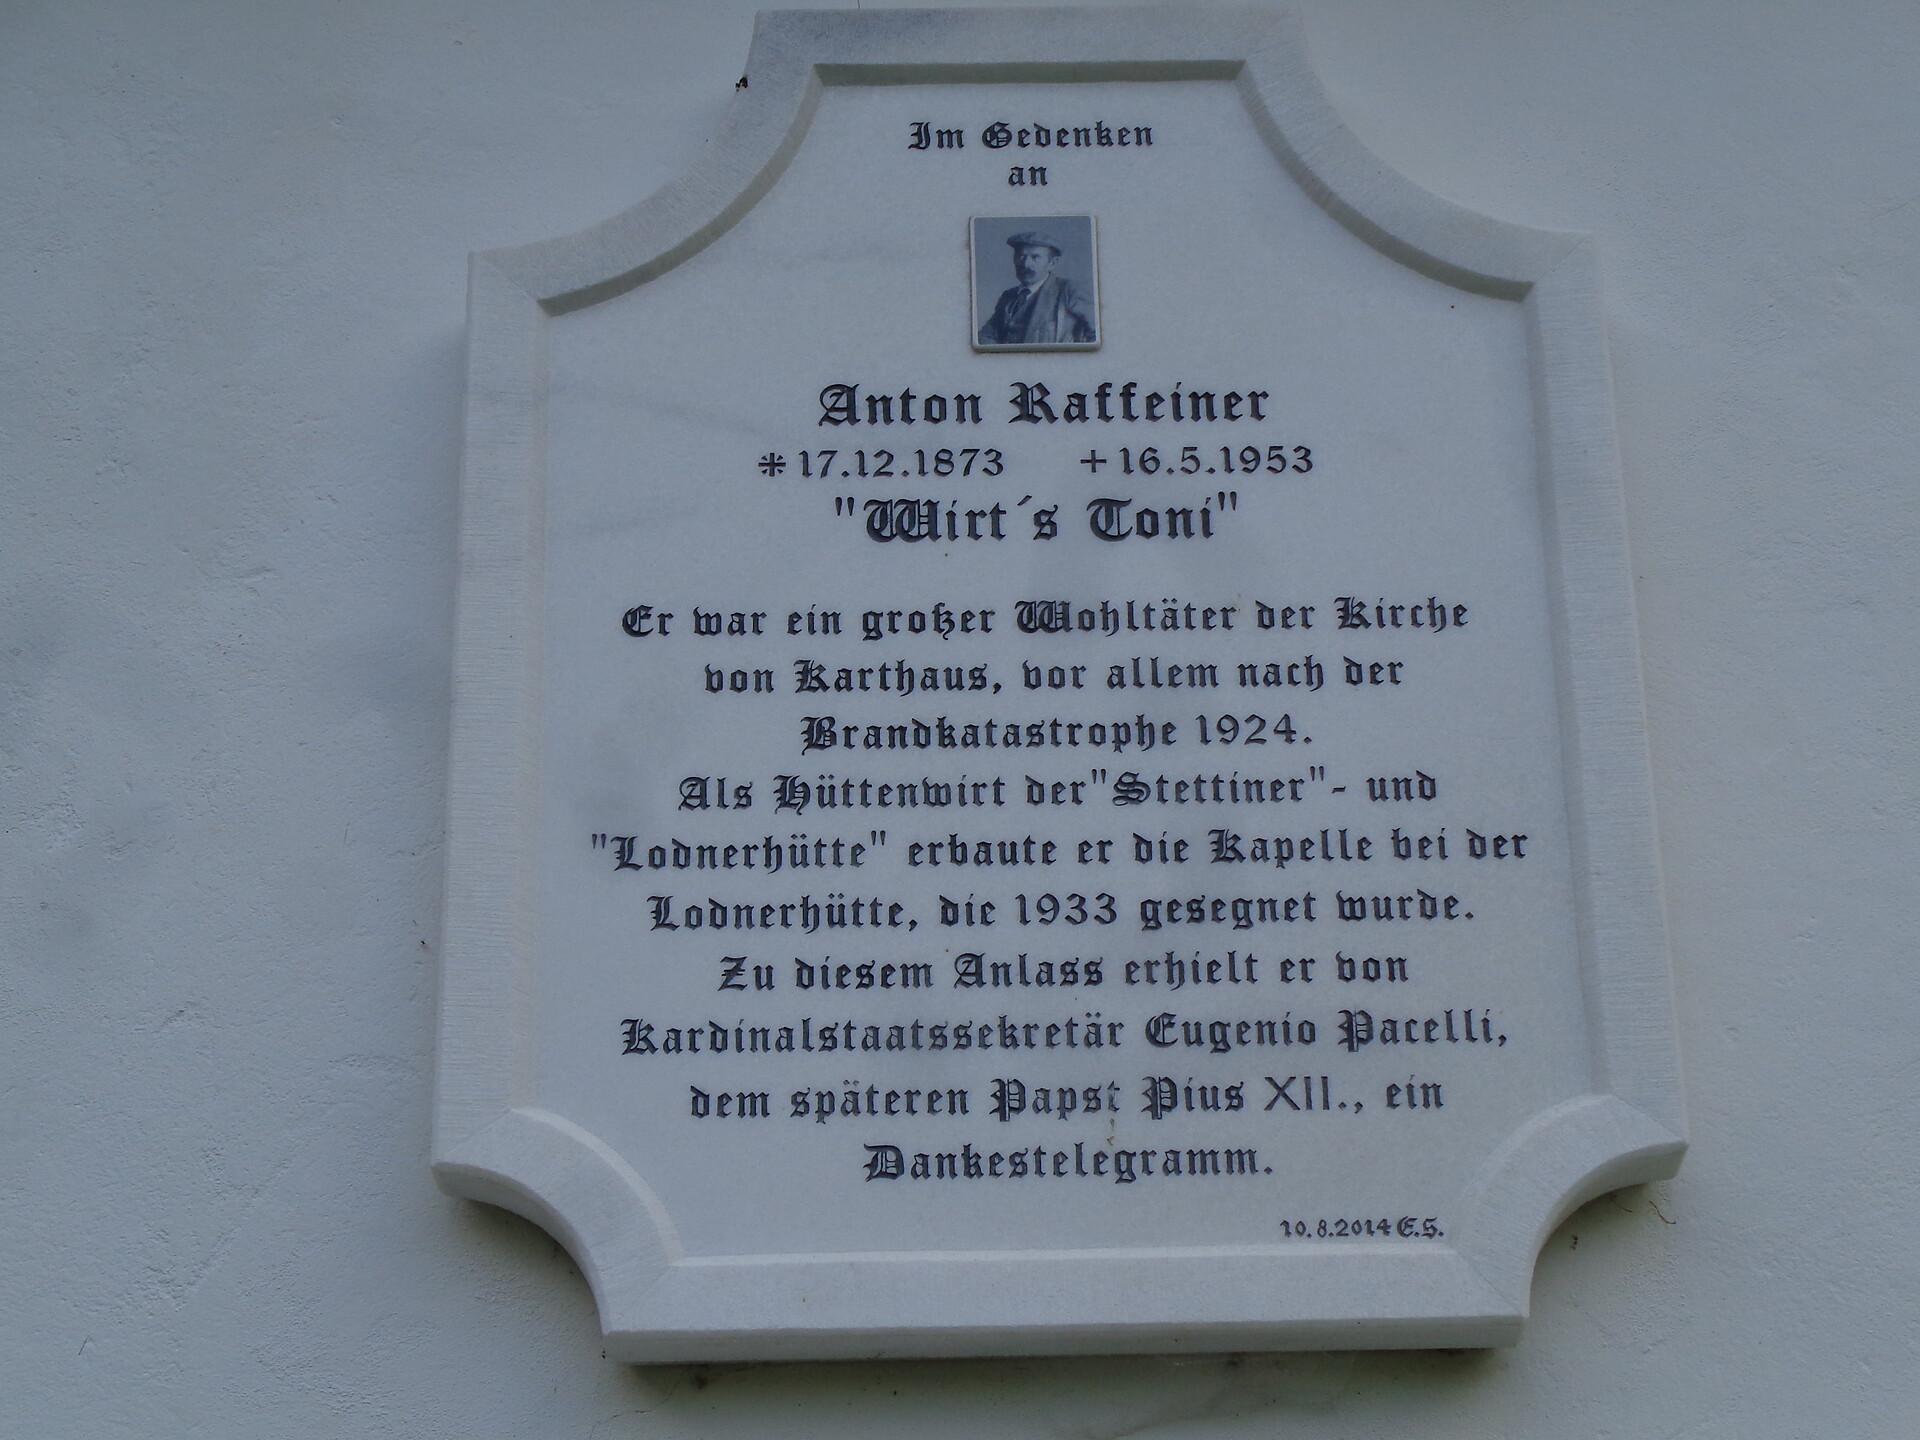 Im Gedenken
an
Anton Raffeiner
* 17.12.1873 + 16.5.1953
"Wirt´s Toni"
Er war ein großer Wohltäter der Kirche
von Karthaus, vor allem nach der
Brandkatastrophe 1924.
Als Hüttenwirt der "Stettiner"- und
"Lodnerhütte" erbaute er die Kapelle bei der
Lodnerhütte, die 1933 gesegnet wurde.
Zu diesem Anlass erhielt er von
Kardinalstaatssekretär Eugenio Pacelli,
dem späteren Papst Pius XII., ein
Dankestelegramm.
10.8.2014 E.S.